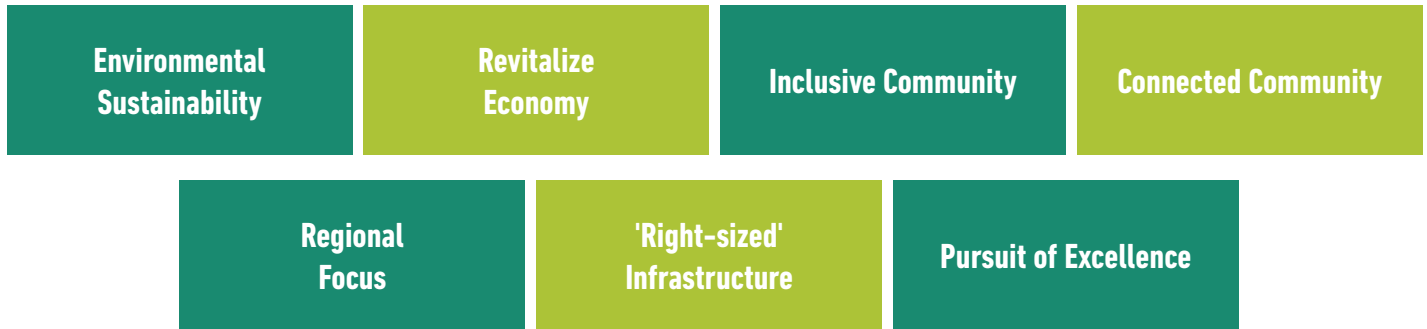 Environmental
Sustainability
Revitalize
Economy
Inclusive Community
Connected Community
Regional
Focus
'Right-sized'
Infrastructure
Pursuit of Excellence